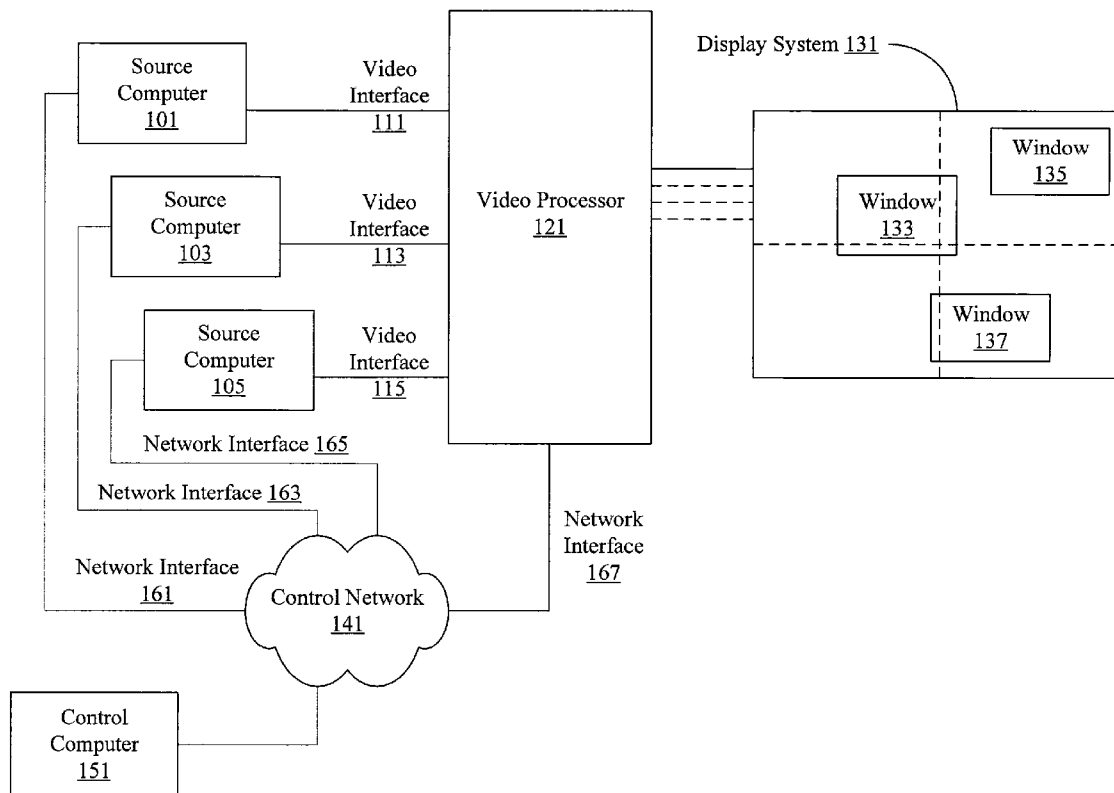 Source
Computer
101
Video
Interface
111
Source
Computer
103
Video
Interface
113
Source
Computer
105
Video
Interface
115
Video Processor
121
Display System 131
Window
135
Window
133
Window
137
Network Interface 165
Network Interface 163
Network Interface
161
Network
Interface
167
Control Network
141
Control
Computer
151